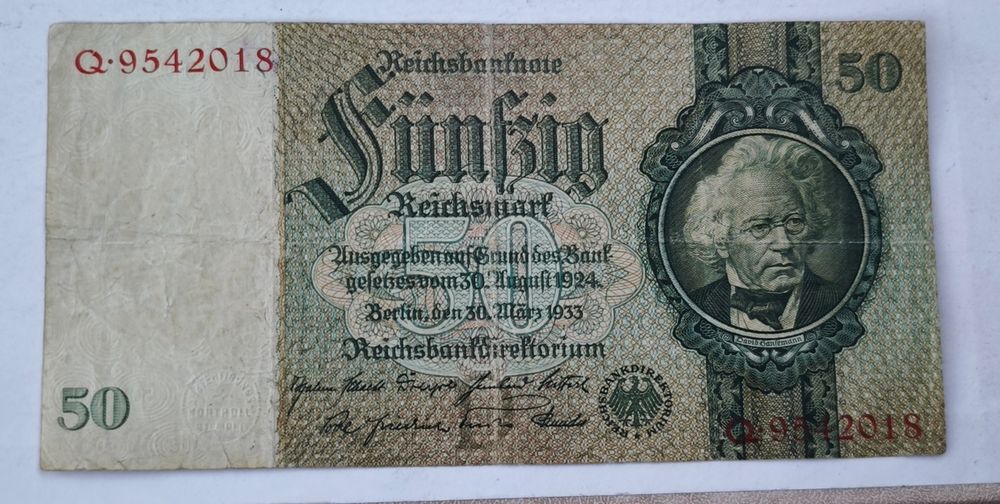 Q·9542018
Reichsbanknote
50
Fünfzig
Reichsmark
50
Ausgegeben auf Grund des Bank-
gesetzes vom 30. August 1924.
Berlin, den 30. März 1933
Reichsbankdirektorium
David Hansemann
REICHSBANKDIREKTORIUM
50
Q·9542018